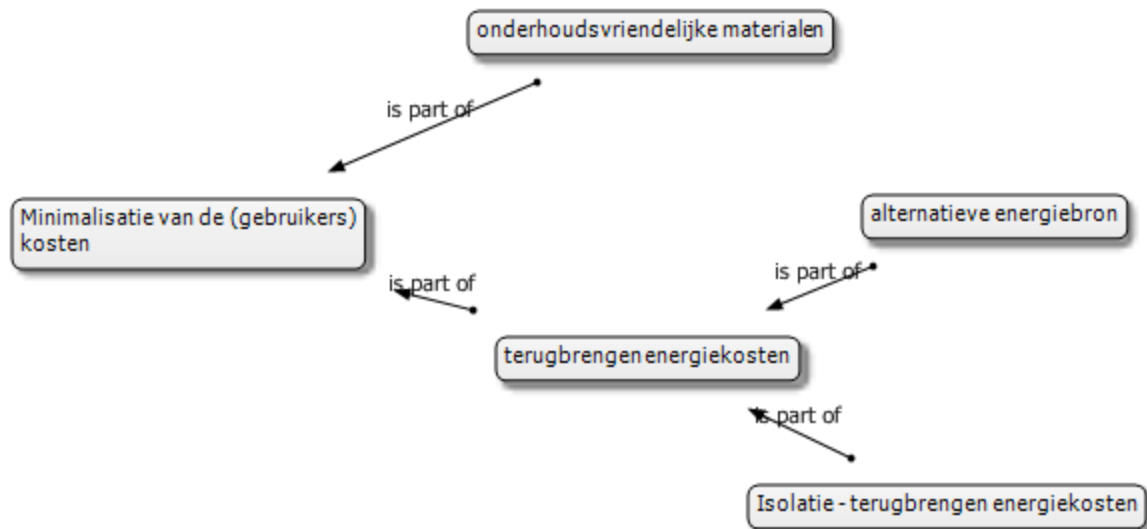 onderhoudsvriendelijke materialen
is part of
Minimalisatie van de (gebruikers)
kosten
alternatieve energiebron
is part of
is part of
terugbrengen energiekosten
is part of
Isolatie - terugbrengen energiekosten